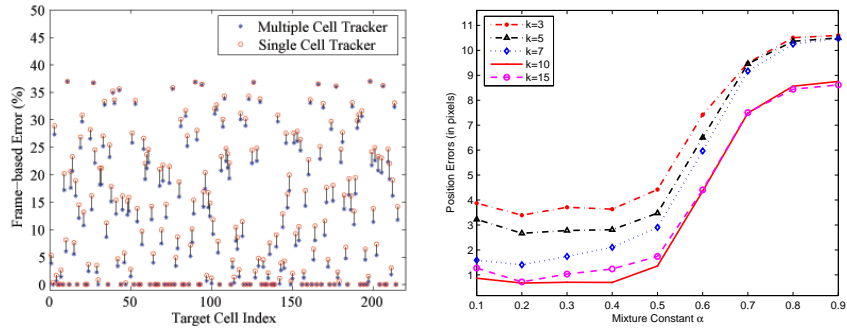 50
45
40
35
30
25
20
15
10
5
0
Frame-based Error (%)
Multiple Cell Tracker
Single Cell Tracker
0 50 100 150 200
Target Cell Index
11
10
9
8
7
6
5
4
3
2
1
Position Errors (in pixels)
k=3
k=5
k=7
k=10
k=15
0.1 0.2 0.3 0.4 0.5 0.6 0.7 0.8 0.9
Mixture Constant α